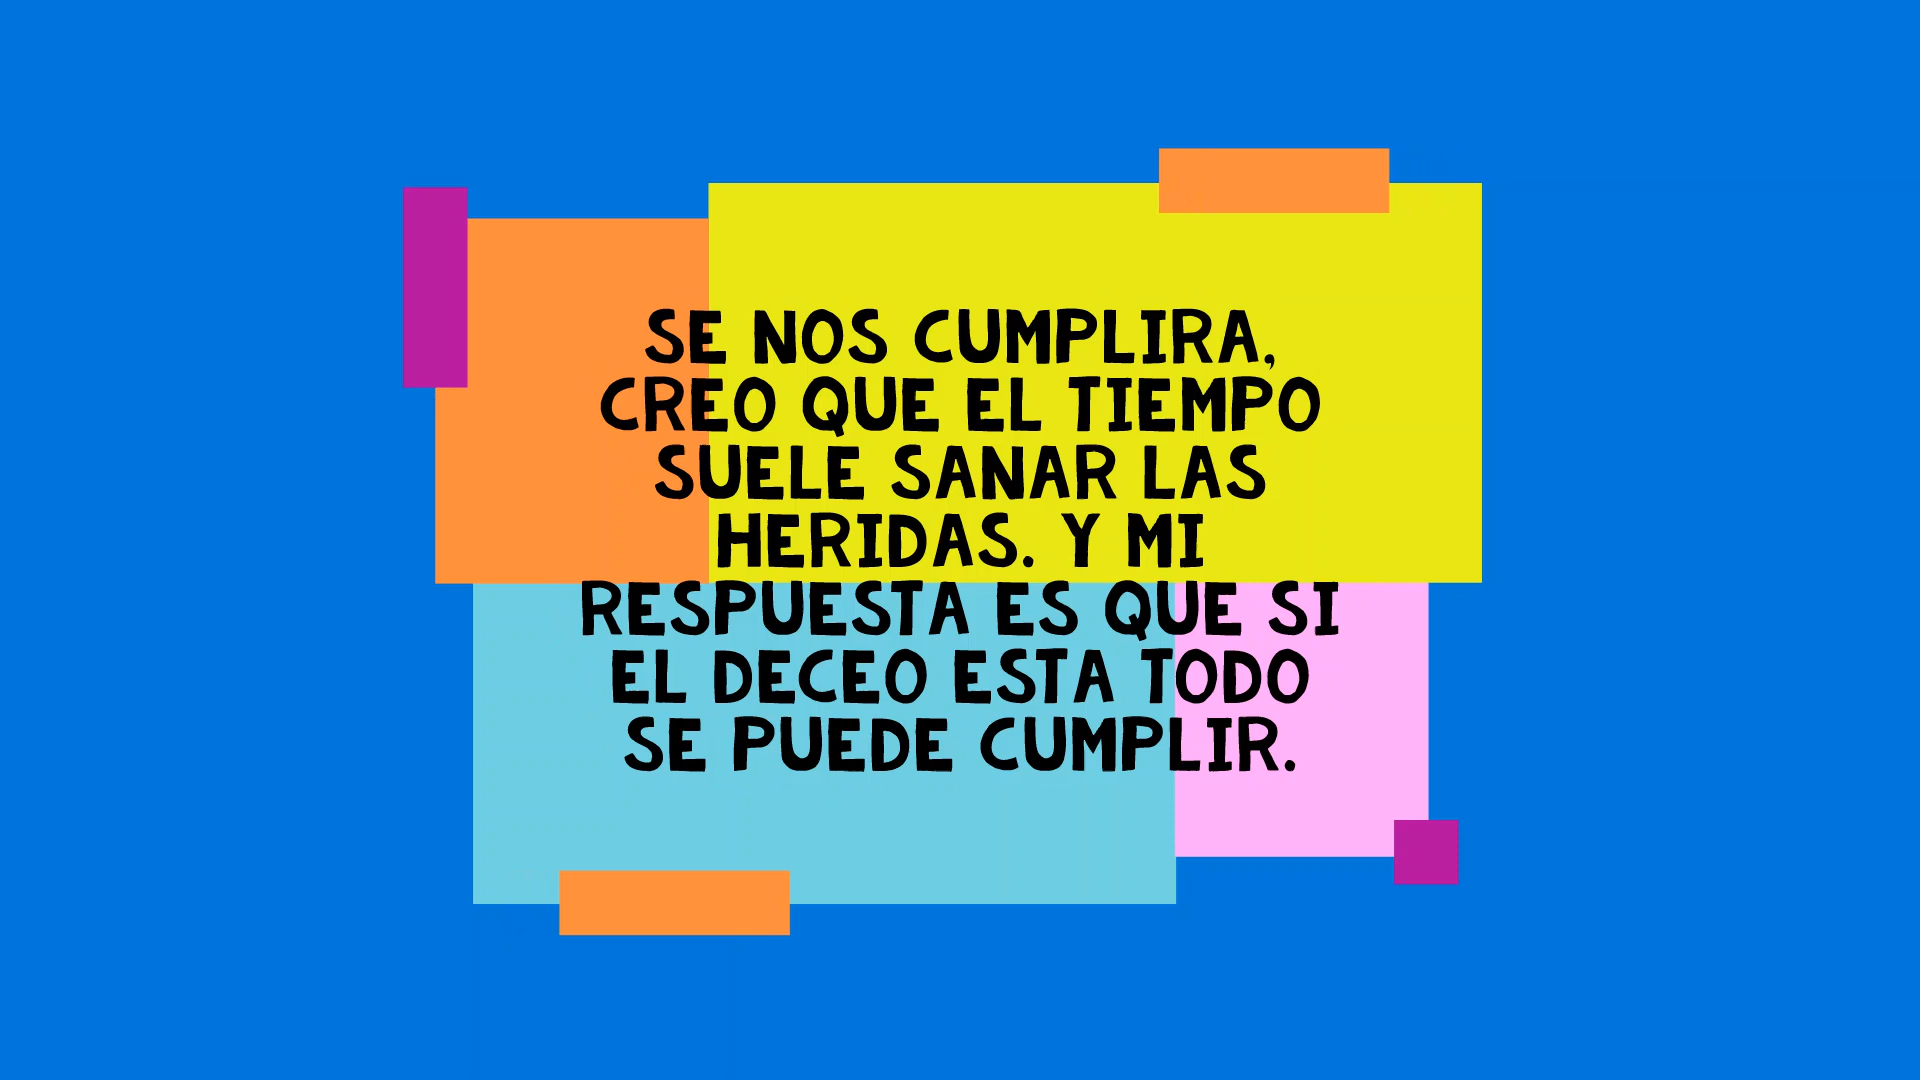 SE NOS CUMPLIRA,
CREO QUE EL TIEMPO
SUELE SANAR LAS
HERIDAS. Y MI
RESPUESTA ES QUE SI
EL DECEO ESTA TODO
SE PUEDE CUMPLIR.